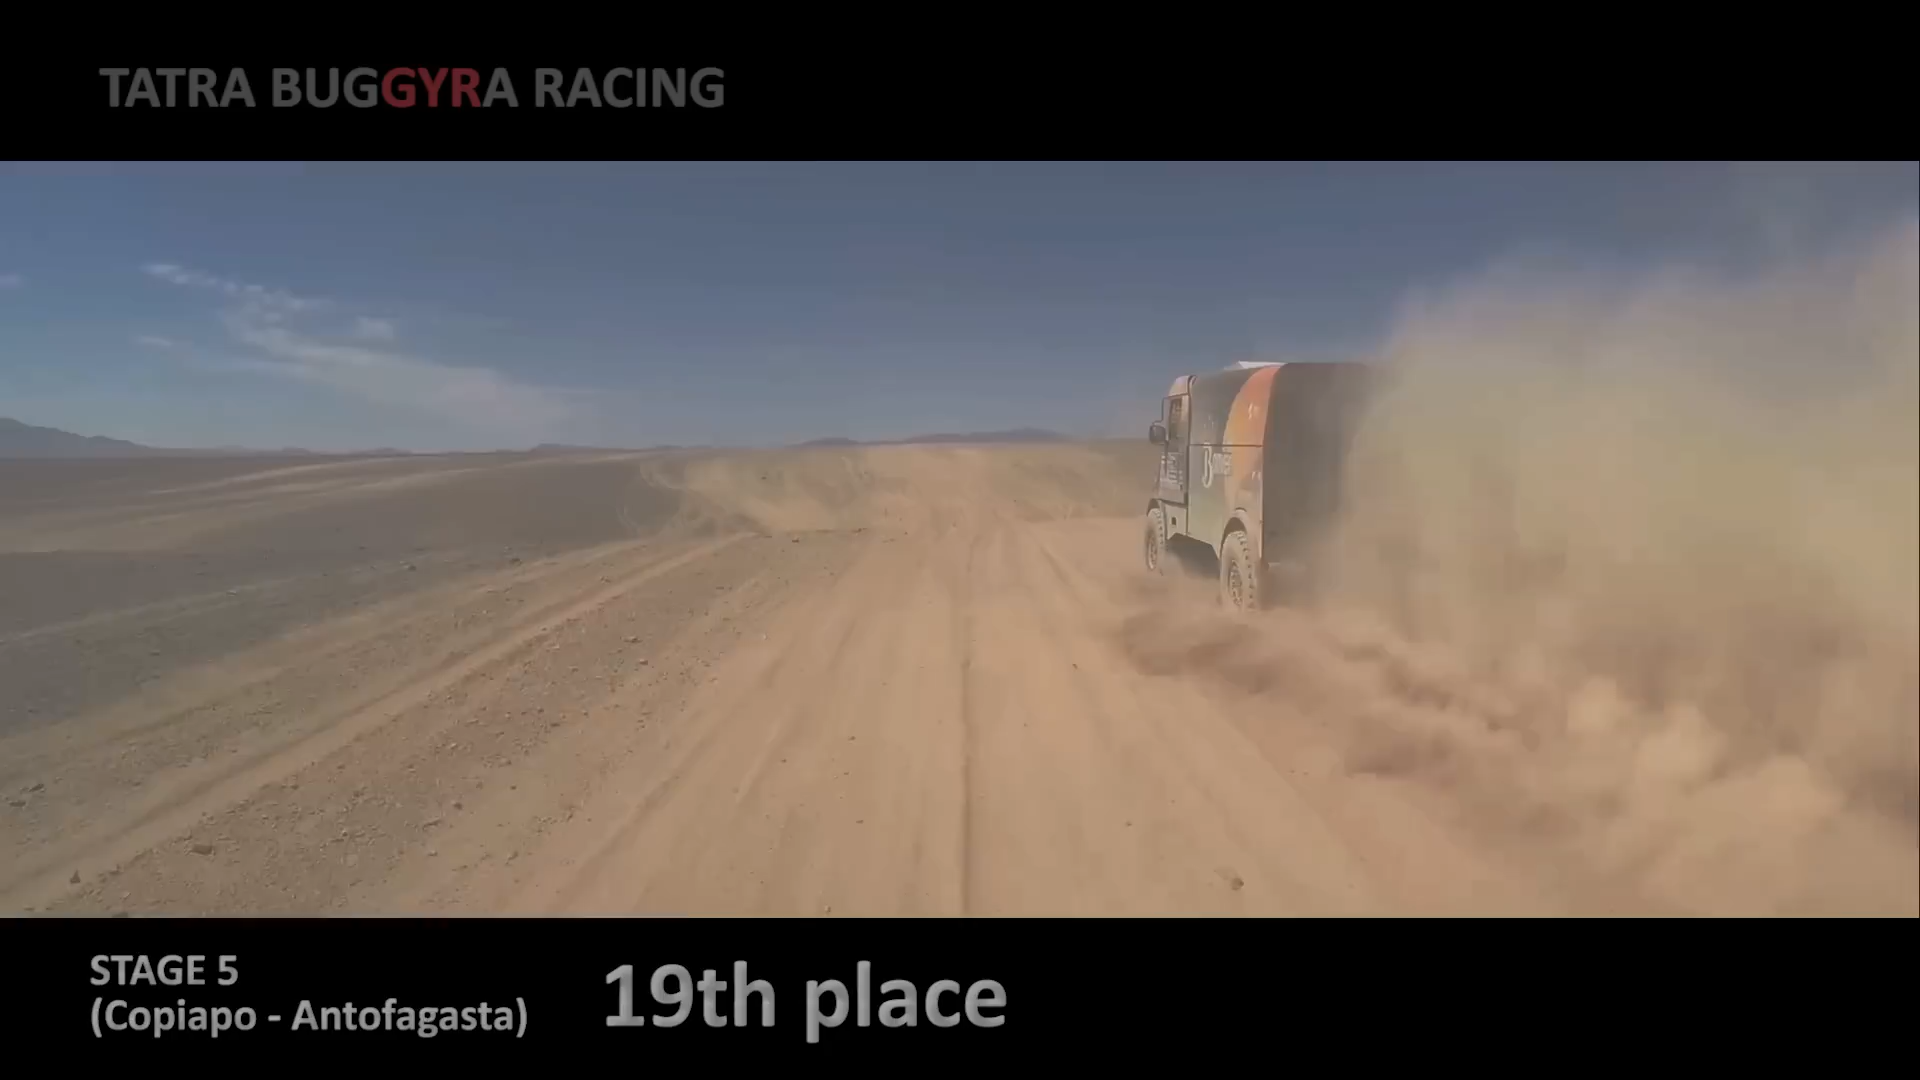 TATRA BUGGYRA RACING
STAGE 5
(Copiapo - Antofagasta)
19th place